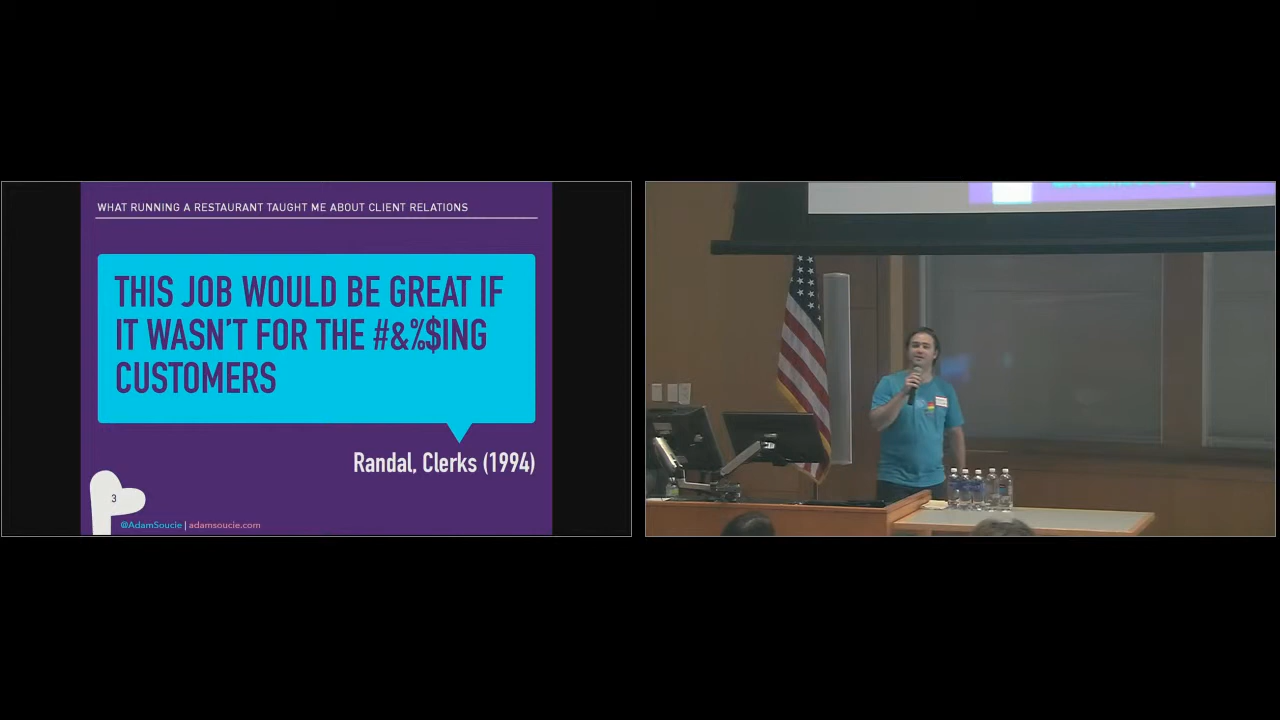 WHAT RUNNING A RESTAURANT TAUGHT ME ABOUT CLIENT RELATIONS
THIS JOB WOULD BE GREAT IF
IT WASN'T FOR THE #&%$ING
CUSTOMERS
Randal, Clerks (1994)
3
@AdamSoucie | adamsoucie.com